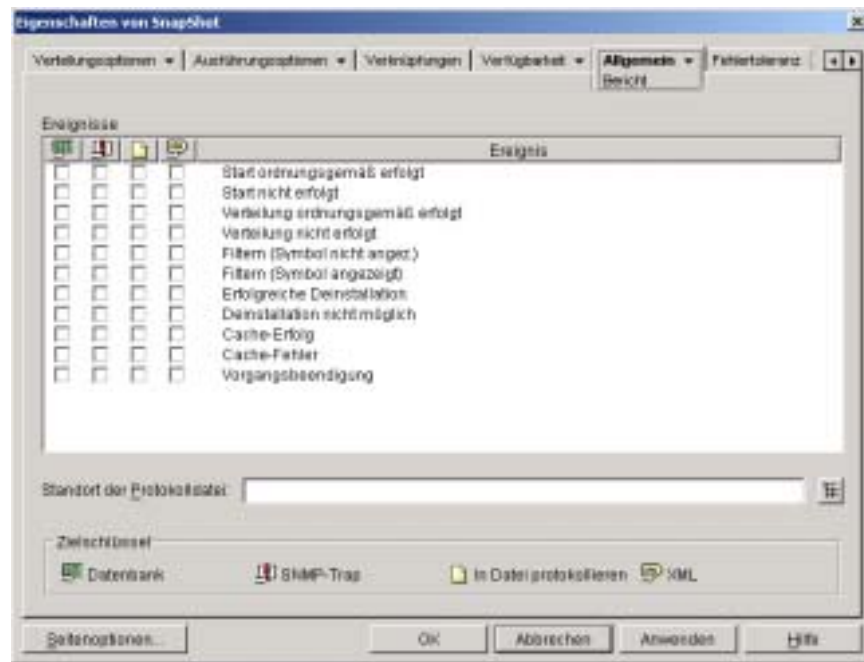 Eigenschaften von SnapShot
Verteilungsoptionen Ausführungsoptionen Verknüpfungen Verfügbarkeit Allgemein Fehlertoleranz
Bericht
Ereignisse
Ereignis
Start ordnungsgemäß erfolgt
Start nicht erfolgt
Verteilung ordnungsgemäß erfolgt
Verteilung nicht erfolgt
Filtern (Symbol nicht angez.)
Filtern (Symbol angezeigt)
Erfolgreiche Deinstallation
Deinstallation nicht möglich
Cache-Erfolg
Cache-Fehler
Vorgangsbeendigung
Standort der Protokolldatei:
Zielschlüssel
Datenbank SNMP-Trap In Datei protokollieren XML
Seitenoptionen... OK Abbrechen Anwenden Hilfe